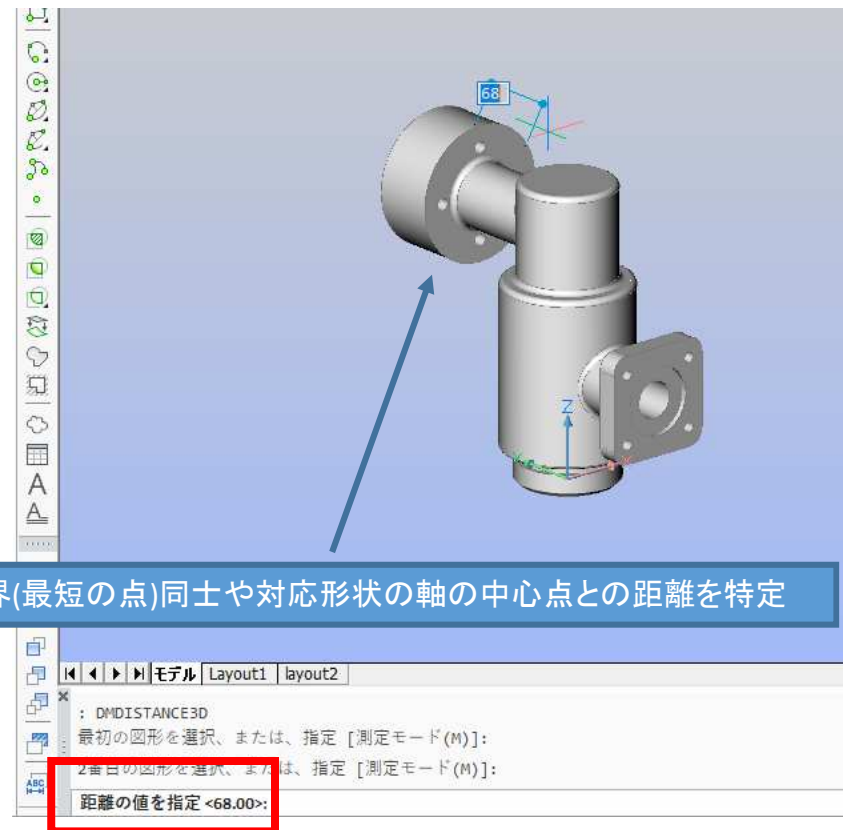 68
Z
界(最短の点)同士や対応形状の軸の中心点との距離を特定
モデル Layout1 layout2
: DMDISTANCE3D
最初の図形を選択、または、指定 [測定モード(M)]:
2番目の図形を選択、または、指定 [測定モード(M)]:
距離の値を指定 <68.00>:
A
A
ABC